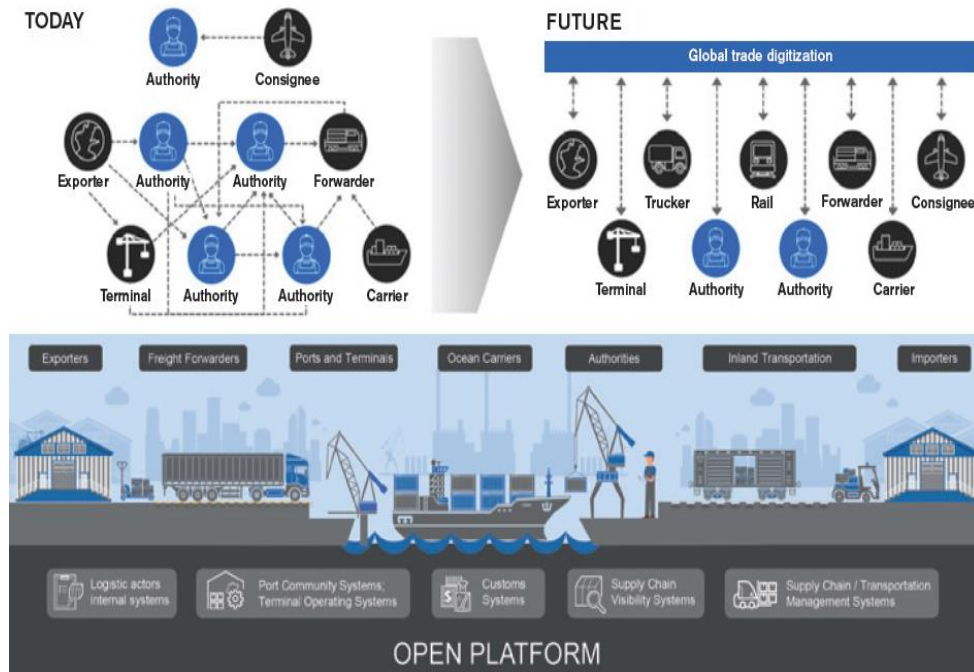 TODAY
Authority
Consignee
Exporter
Authority
Authority
Forwarder
Terminal
Authority
Authority
Carrier
FUTURE
Global trade digitization
Exporter
Trucker
Rail
Forwarder
Consignee
Terminal
Authority
Authority
Carrier
Exporters
Freight Forwarders
Ports and Terminals
Ocean Carriers
Authorities
Inland Transportation
Importers
Logistic actors
internal systems
Port Community Systems;
Terminal Operating Systems
Customs
Systems
Supply Chain
Visibility Systems
Supply Chain / Transportation
Management Systems
OPEN PLATFORM